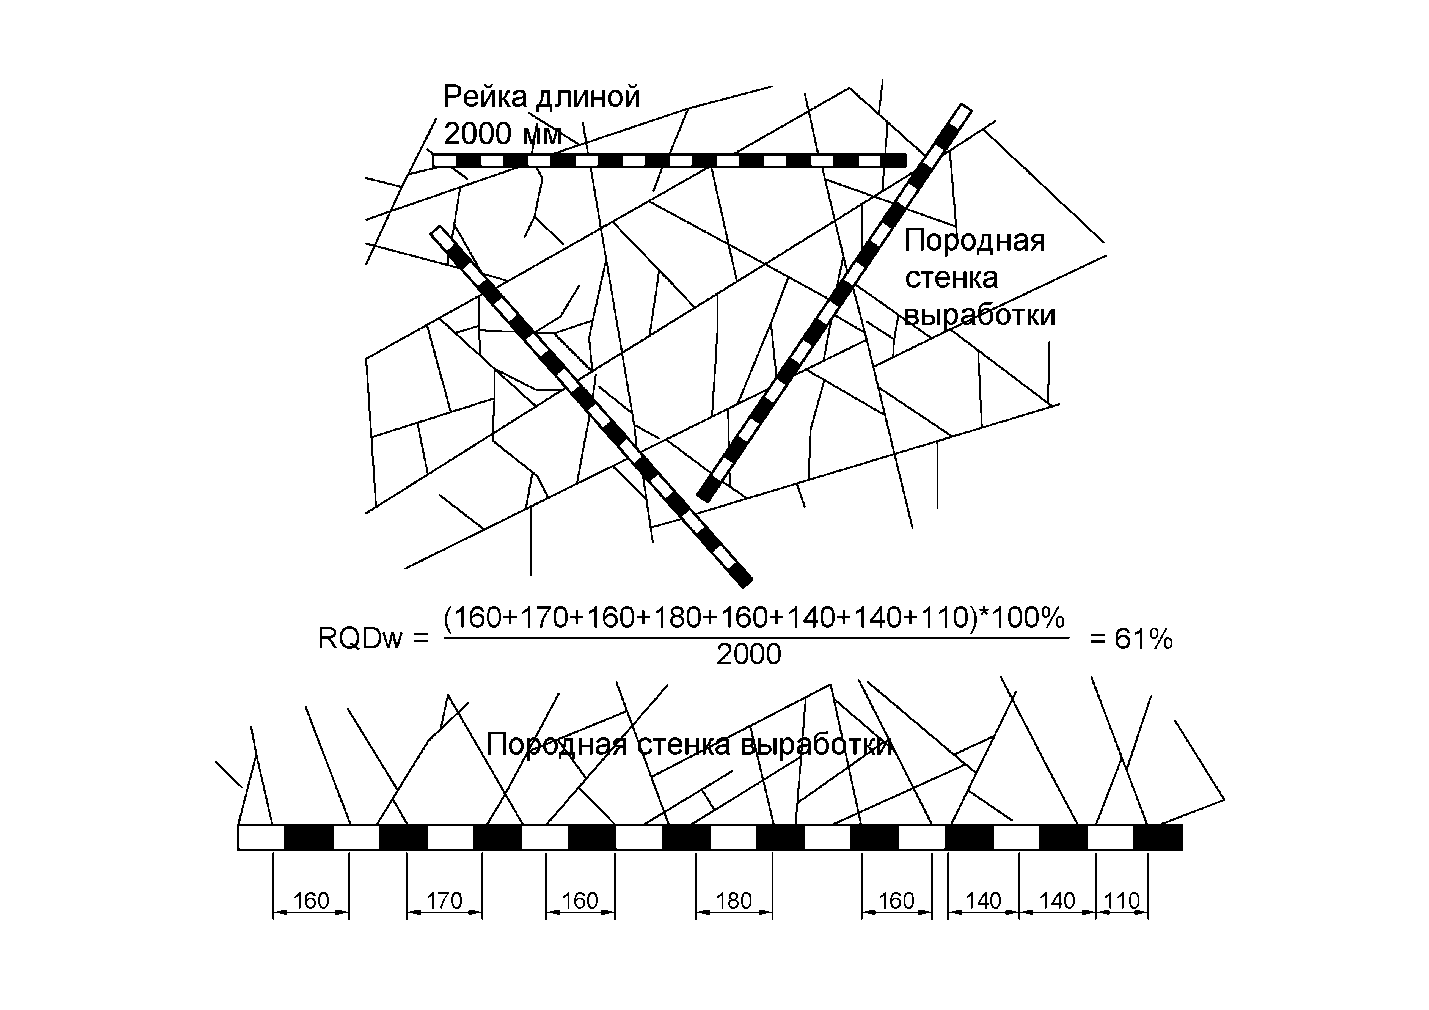 Рейка длиной
2000 мм
Породная
стенка
выработки
RQDw = (160+170+160+180+160+140+140+110)*100% = 61%
2000
Породная стенка выработки
160 170 160 180 160 140 140 110